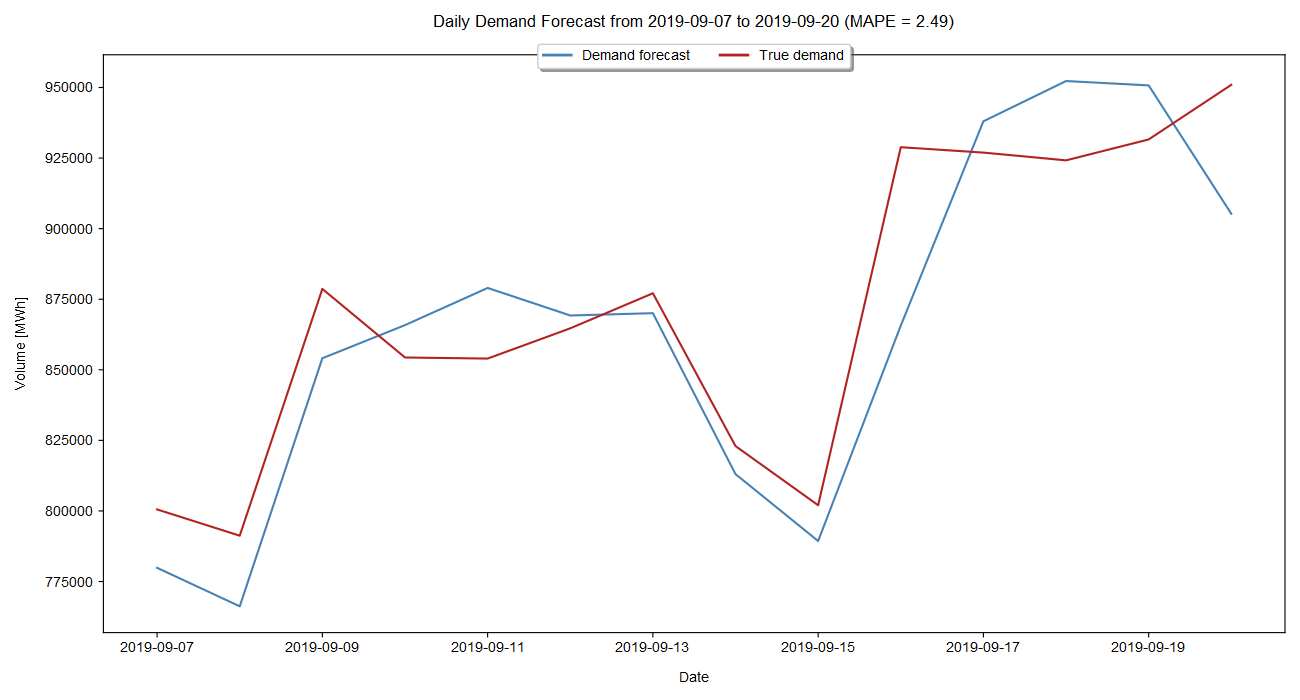 Daily Demand Forecast from 2019-09-07 to 2019-09-20 (MAPE = 2.49)
Demand forecast True demand
950000
925000
900000
875000
850000
825000
800000
775000
Volume [MWh]
2019-09-07 2019-09-09 2019-09-11 2019-09-13 2019-09-15 2019-09-17 2019-09-19
Date